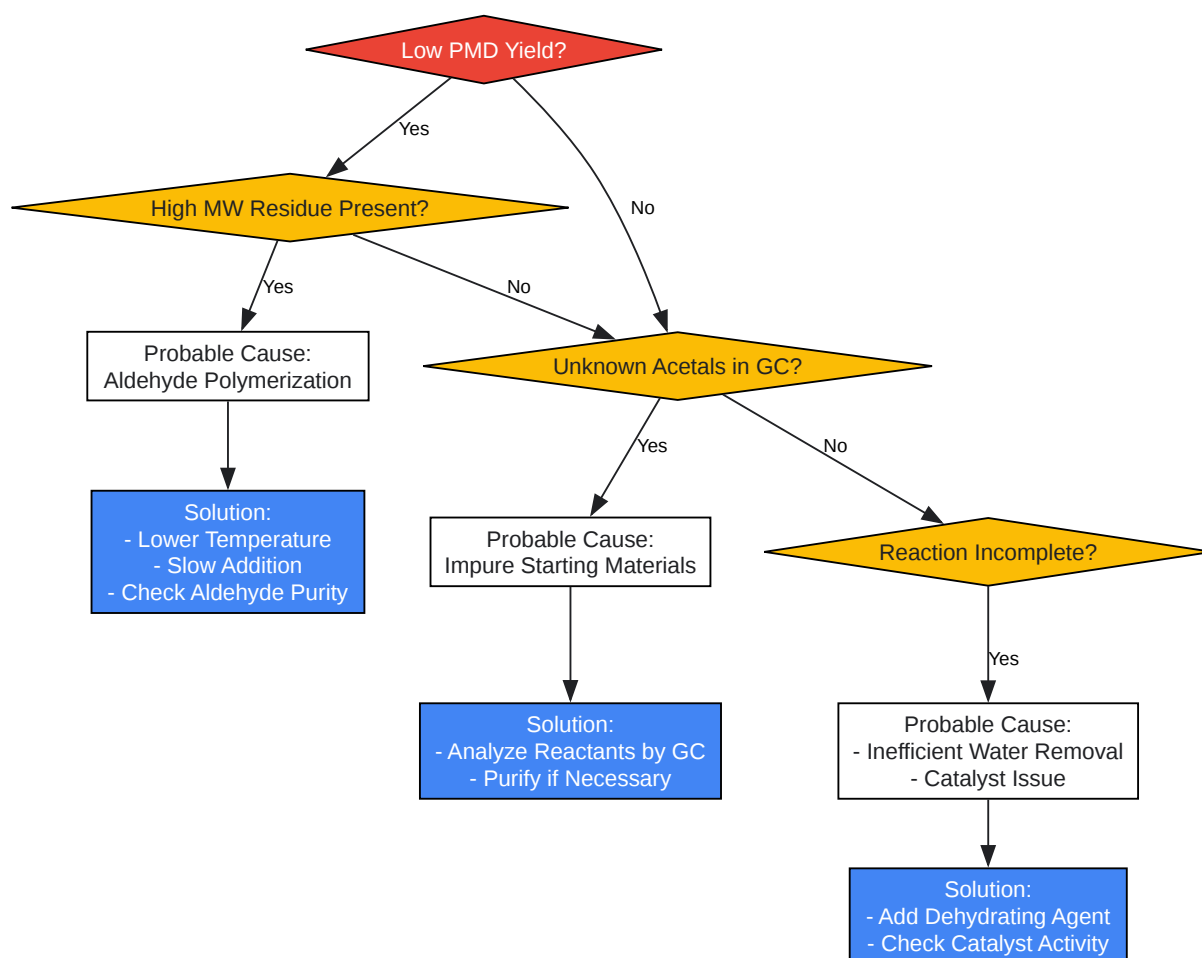 Low PMD Yield?
Yes
No
High MW Residue Present?
Yes
No
Probable Cause:
Aldehyde Polymerization
Unknown Acetals in GC?
Yes
No
Solution:
- Lower Temperature
- Slow Addition
- Check Aldehyde Purity
Probable Cause:
Impure Starting Materials
Reaction Incomplete?
Yes
Solution:
- Analyze Reactants by GC
- Purify if Necessary
Probable Cause:
- Inefficient Water Removal
- Catalyst Issue
Solution:
- Add Dehydrating Agent
- Check Catalyst Activity